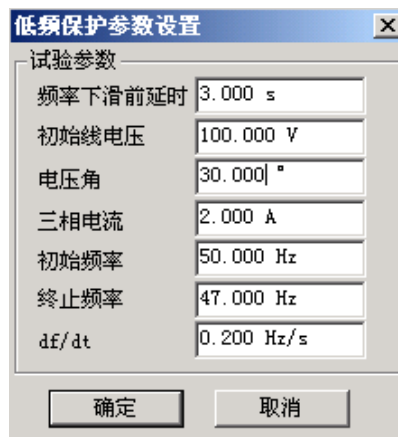 低频保护参数设置
试验参数
频率下滑前延时 3.000 s
初始线电压 100.000 V
电压角 30.000 °
三相电流 2.000 A
初始频率 50.000 Hz
终止频率 47.000 Hz
df/dt 0.200 Hz/s
确定 取消